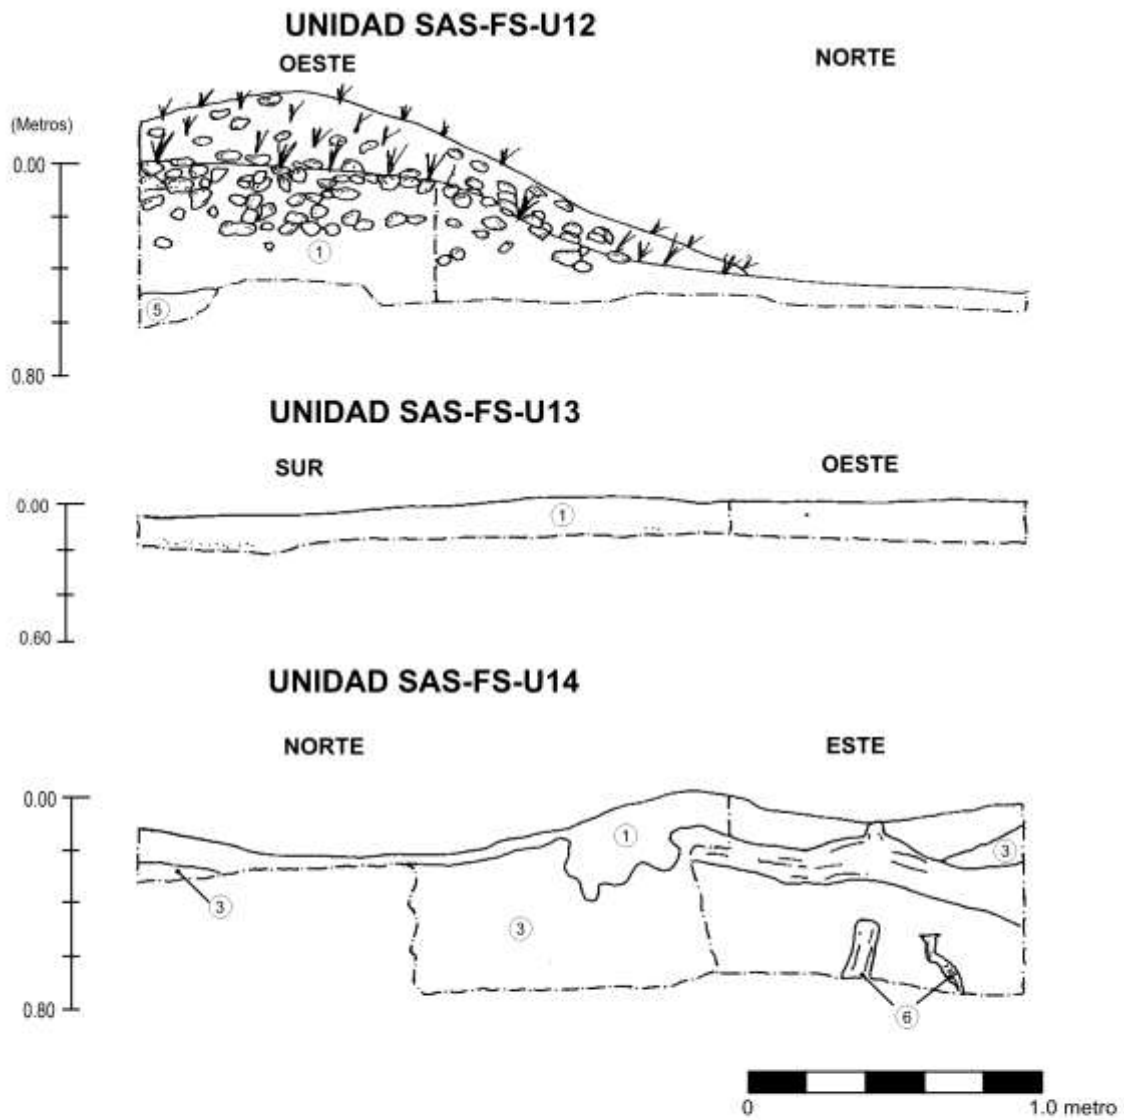 UNIDAD SAS-FS-U12
OESTE
NORTE
(Metros)
0.00
1
5
0.80
UNIDAD SAS-FS-U13
SUR
OESTE
0.00
1
0.60
UNIDAD SAS-FS-U14
NORTE
ESTE
0.00
1
3
3
3
6
0.80
0
1.0 metro